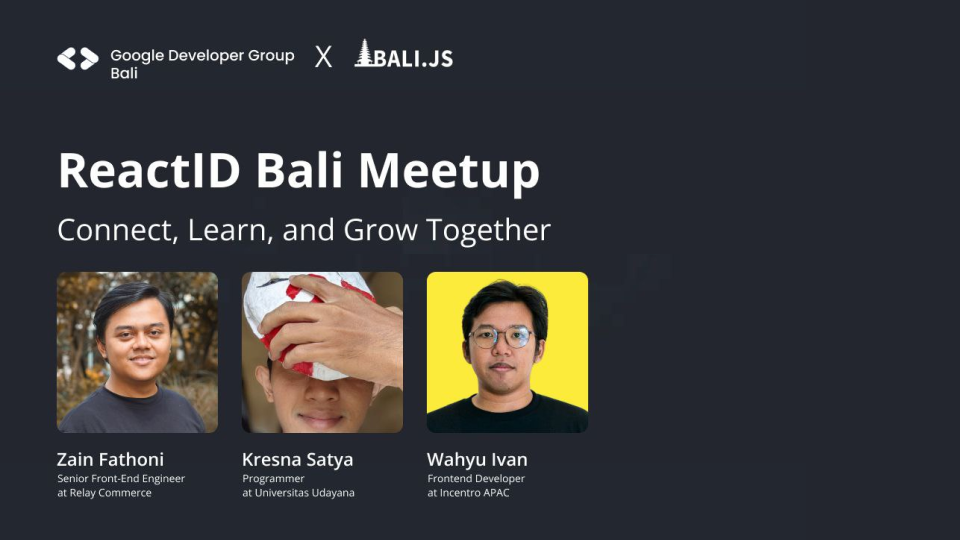 Google Developer Group
Bali
X
BALI.JS
ReactID Bali Meetup
Connect, Learn, and Grow Together
Zain Fathoni
Senior Front-End Engineer
at Relay Commerce
Kresna Satya
Programmer
at Universitas Udayana
Wahyu Ivan
Frontend Developer
at Incentro APAC